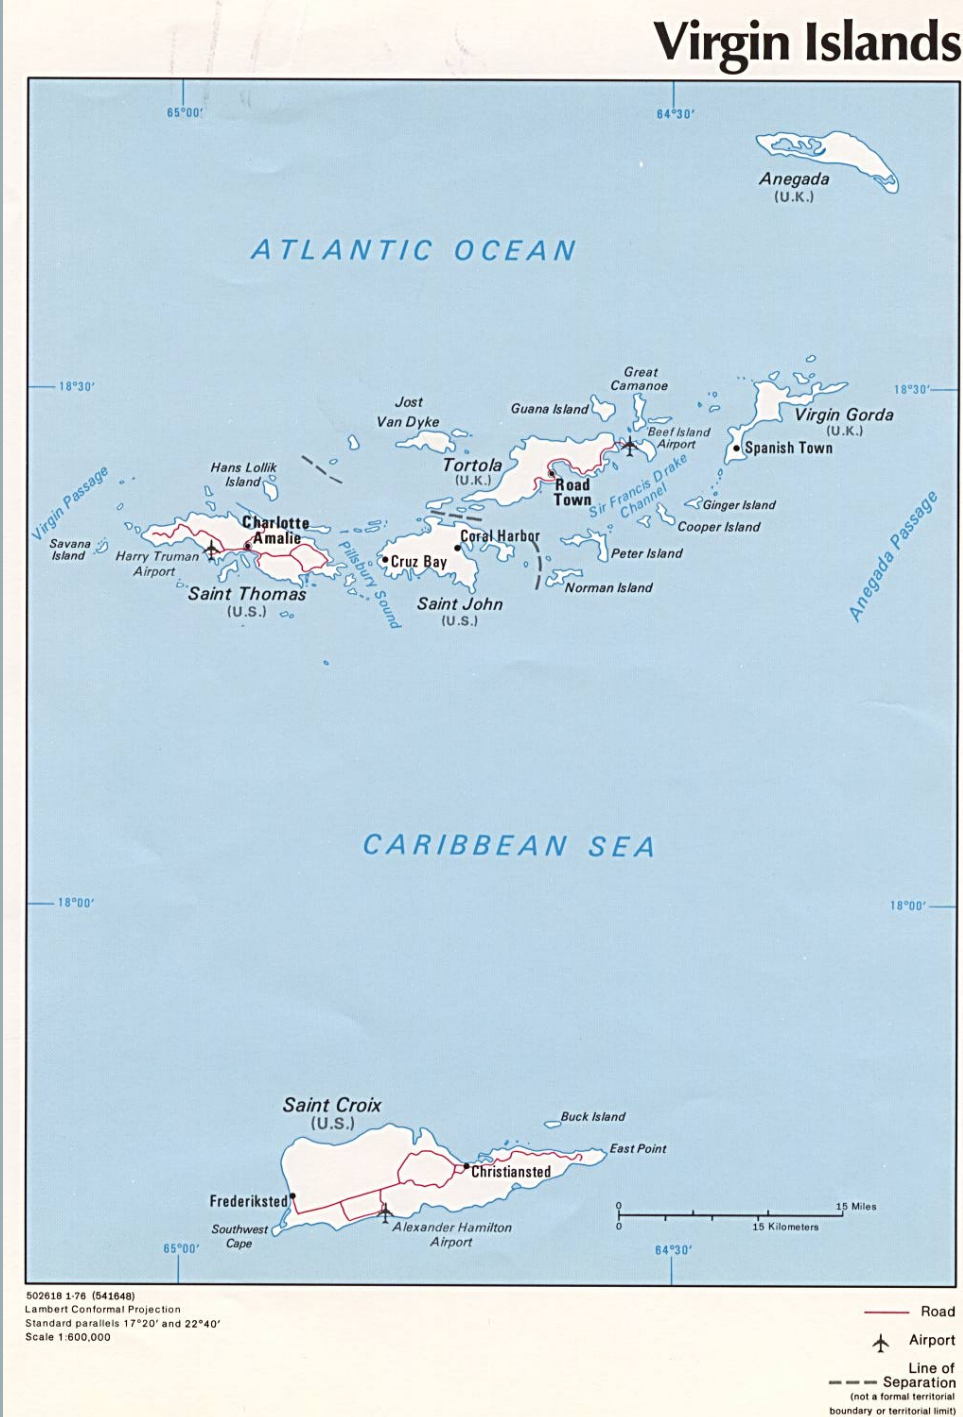 Virgin Islands
65°00'
64°30'
Anegada
(U.K.)
ATLANTIC OCEAN
18°30'
18°30'
Great
Camanoe
Jost
Van Dyke
Guana Island
Virgin Gorda
(U.K.)
Beef Island
Airport
Spanish Town
Tortola
(U.K.)
Hans Lollik
Island
Road
Town
Sir Francis Drake
Channel
Virgin Passage
Ginger Island
Cooper Island
Anegada Passage
Charlotte
Amalie
Coral Harbor
Savana
Island
Harry Truman
Airport
Pillsbury Sound
Cruz Bay
Peter Island
Norman Island
Saint Thomas
(U.S.)
Saint John
(U.S.)
CARIBBEAN SEA
18°00'
18°00'
Saint Croix
(U.S.)
Buck Island
East Point
Christiansted
Frederiksted
Southwest
Cape
Alexander Hamilton
Airport
0
15 Miles
0
15 Kilometers
65°00'
64°30'
502618 1-76 (541648)
Lambert Conformal Projection
Standard parallels 17°20' and 22°40'
Scale 1:600,000
Road
Airport
Line of
Separation
(not a formal territorial
boundary or territorial limit)